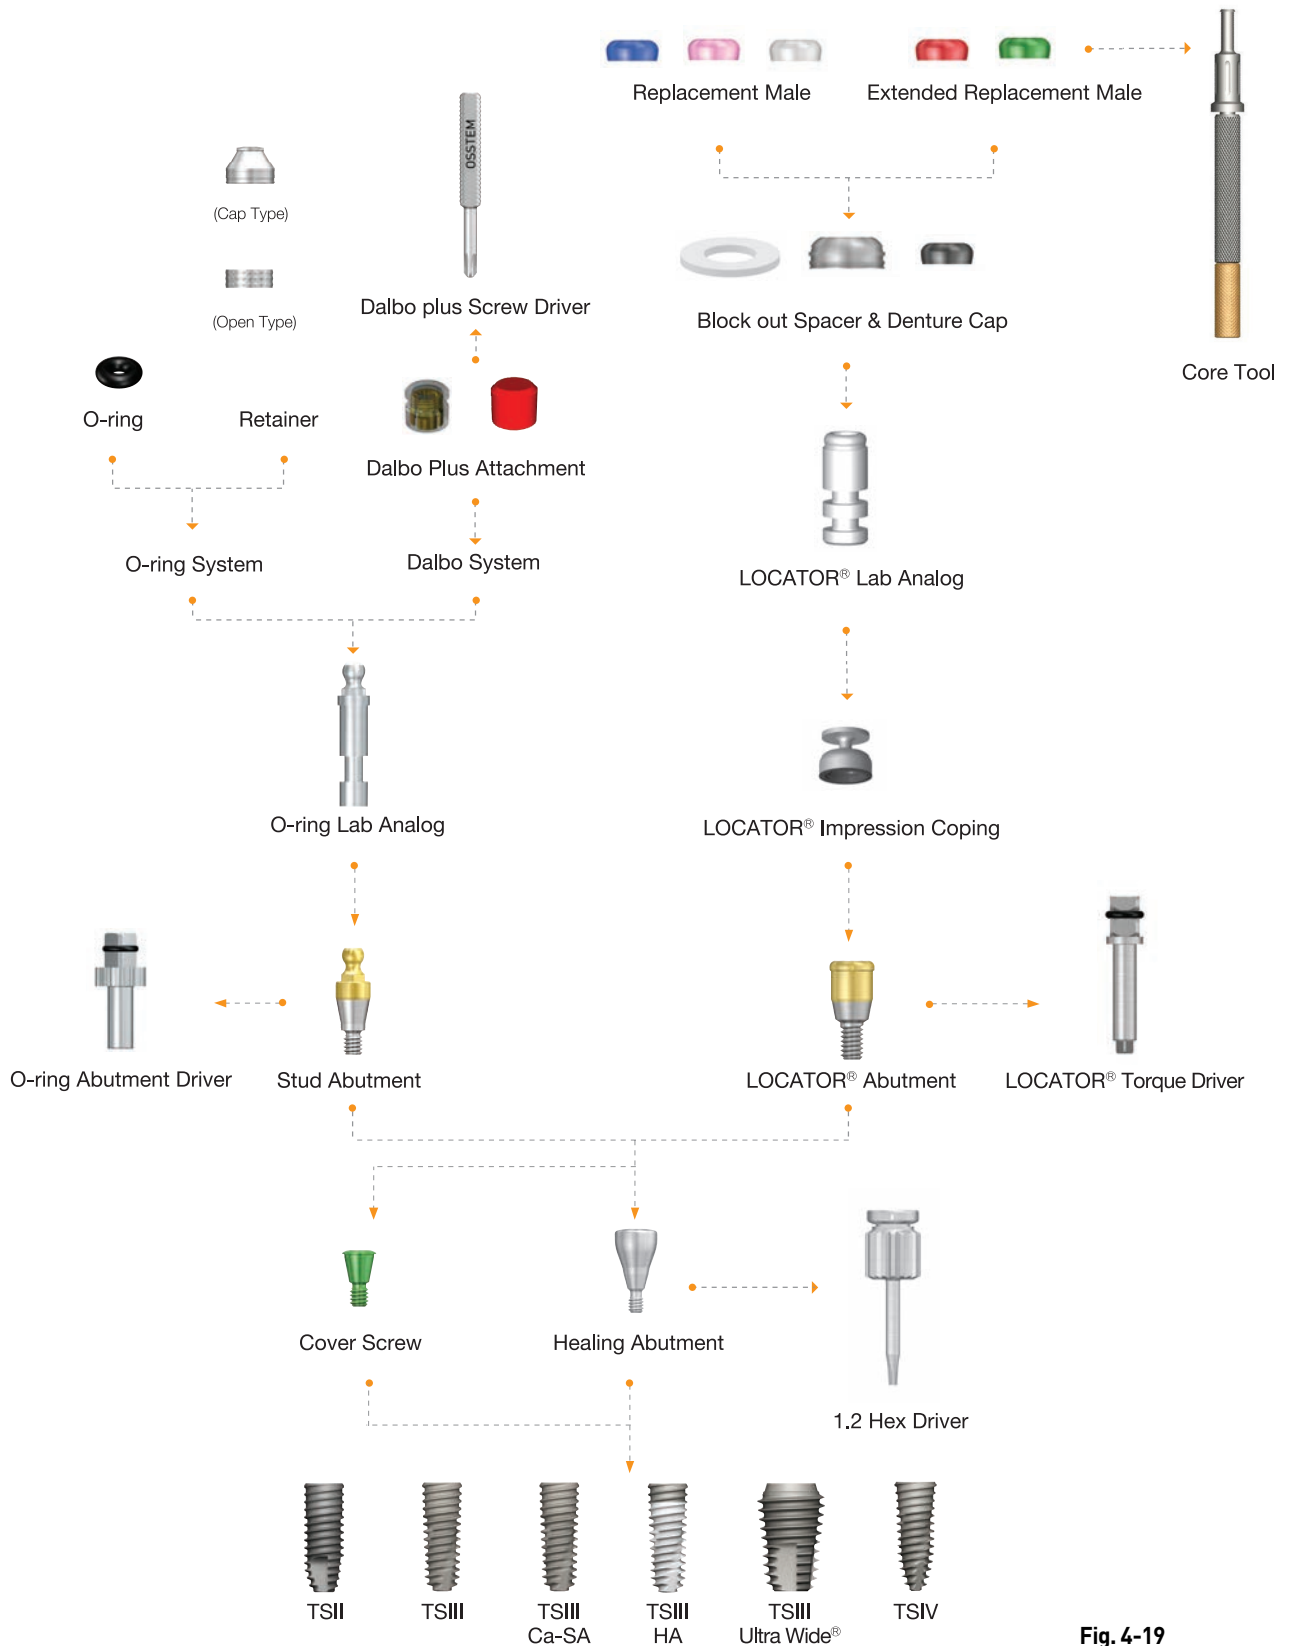 Replacement Male
Extended Replacement Male
OSSTEM
(Cap Type)
(Open Type)
Dalbo plus Screw Driver
Block out Spacer & Denture Cap
Core Tool
O-ring
Retainer
Dalbo Plus Attachment
O-ring System
Dalbo System
LOCATOR® Lab Analog
O-ring Lab Analog
LOCATOR® Impression Coping
O-ring Abutment Driver
Stud Abutment
LOCATOR® Abutment
LOCATOR® Torque Driver
Cover Screw
Healing Abutment
1.2 Hex Driver
TSII
TSIII
TSIII
Ca-SA
TSIII
HA
TSIII
Ultra Wide®
TSIV
Fig. 4-19